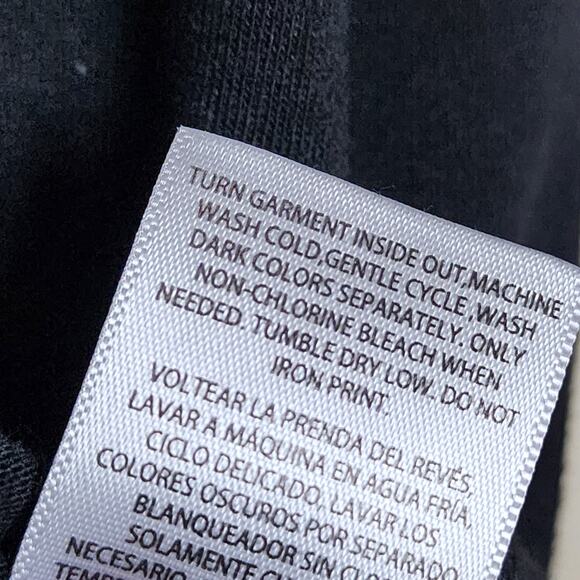 TURN GARMENT INSIDE OUT,MACHINE
WASH COLD,GENTLE CYCLE ,WASH
DARK COLORS SEPARATELY. ONLY
NON-CHLORINE BLEACH WHEN
NEEDED. TUMBLE DRY LOW. DO NOT
IRON PRINT.
VOLTEAR LA PRENDA DEL REVÉS,
LAVAR A MÁQUINA EN AGUA FRÍA,
CICLO DELICADO. LAVAR LOS
COLORES OSCUROS POR SEPARADO.
BLANQUEADOR SIN
SOLAMENTE
NECESARIO